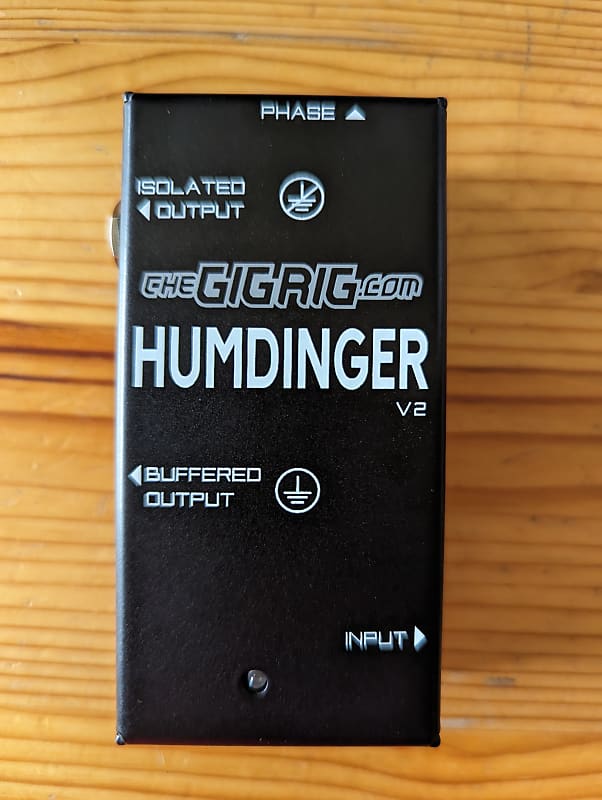 PHASE
ISOLATED
OUTPUT
THEGIGRIG.COM
HUMDINGER
V2
BUFFERED
OUTPUT
INPUT